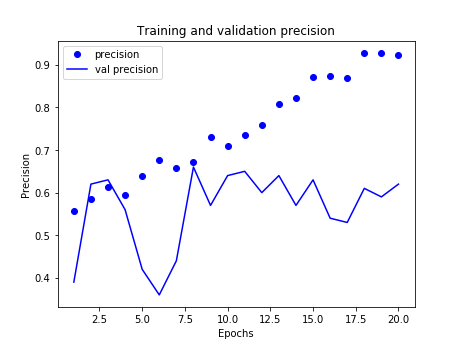 Training and validation precision
precision
val precision
Precision
0.9
0.8
0.7
0.6
0.5
0.4
2.5 5.0 7.5 10.0 12.5 15.0 17.5 20.0
Epochs